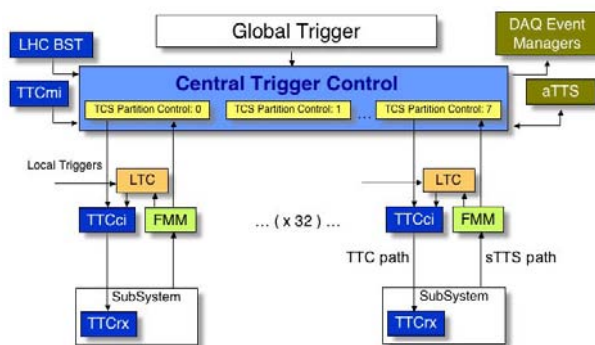 Global Trigger
LHC BST
DAQ Event
Managers
Central Trigger Control
TTCmi
aTTS
TCS Partition Control: 0
TCS Partition Control: 1
...
TCS Partition Control: 7
Local Triggers
LTC
LTC
TTCci
FMM
... ( x 32 ) ...
TTCci
FMM
TTC path
sTTS path
SubSystem
SubSystem
TTCrx
TTCrx